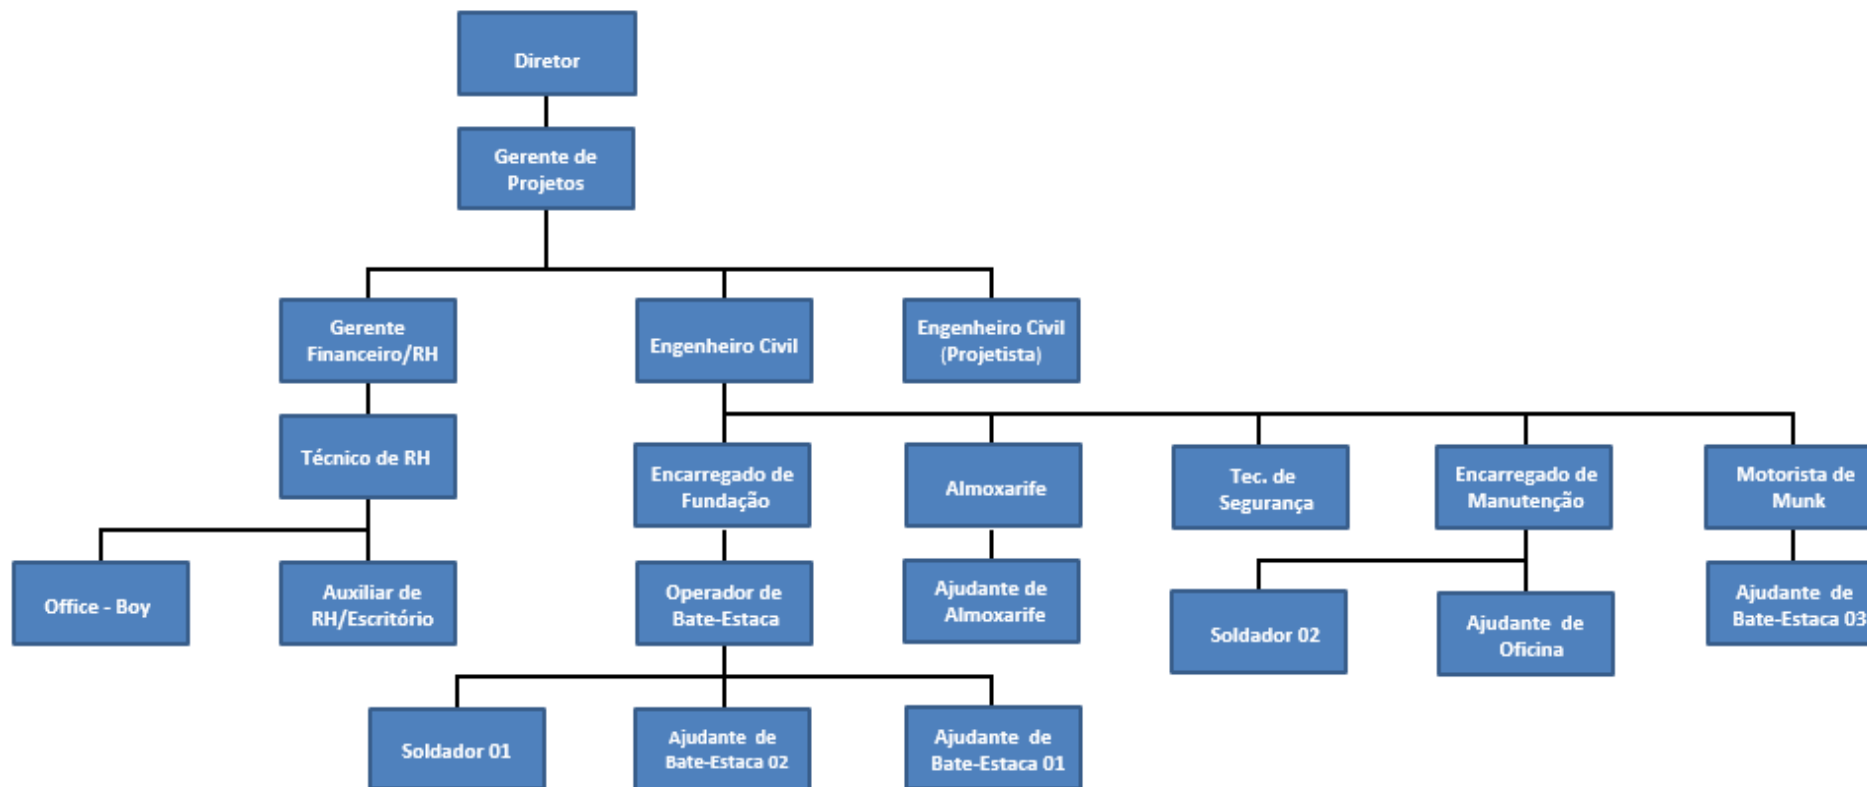 Diretor
Gerente de
Projetos
Gerente
Financeiro/RH
Engenheiro Civil
Engenheiro Civil
(Projetista)
Técnico de RH
Encarregado de
Fundação
Almoxarife
Tec. de
Segurança
Encarregado de
Manutenção
Motorista de
Munk
Office - Boy
Auxiliar de
RH/Escritório
Operador de
Bate-Estaca
Ajudante de
Almoxarife
Soldador 02
Ajudante de
Oficina
Ajudante de
Bate-Estaca 03
Soldador 01
Ajudante de
Bate-Estaca 02
Ajudante de
Bate-Estaca 01